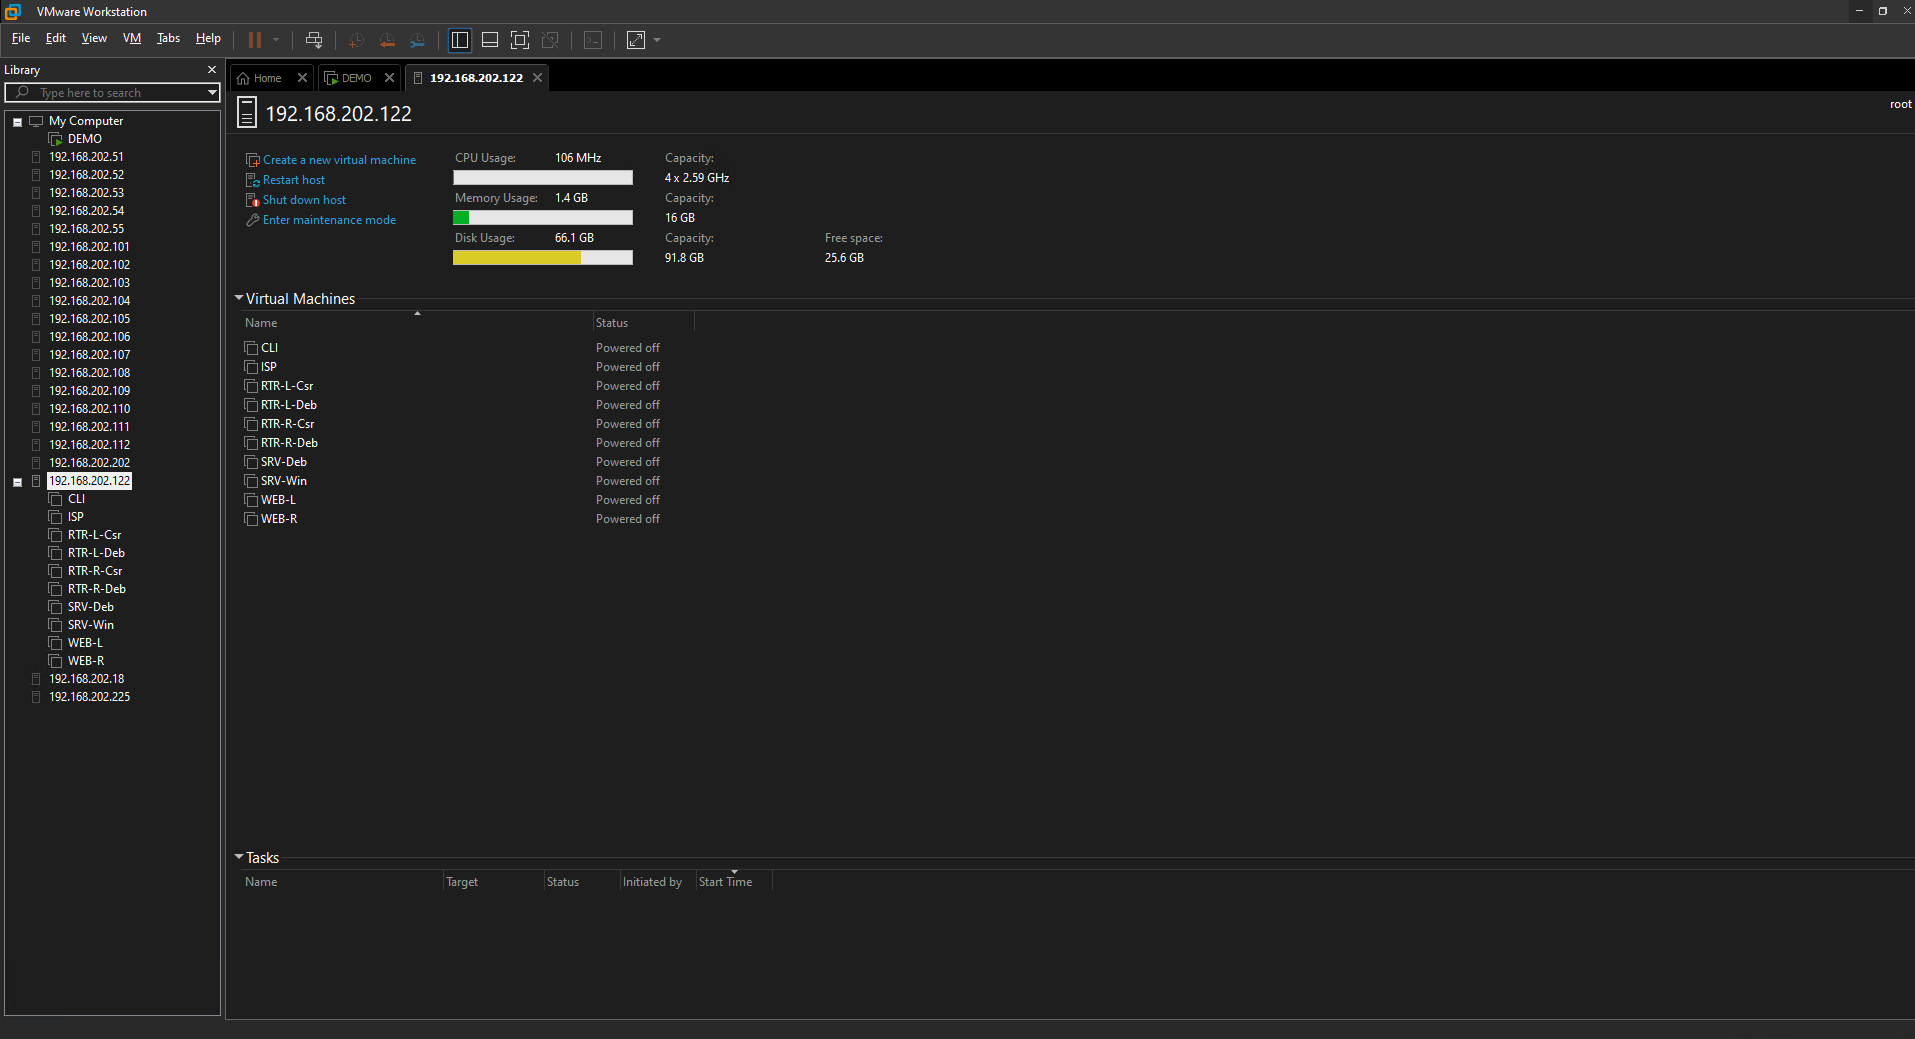 VMware Workstation
File Edit View VM Tabs Help
Library
Type here to search
My Computer
DEMO
192.168.202.51
192.168.202.52
192.168.202.53
192.168.202.54
192.168.202.55
192.168.202.101
192.168.202.102
192.168.202.103
192.168.202.104
192.168.202.105
192.168.202.106
192.168.202.107
192.168.202.108
192.168.202.109
192.168.202.110
192.168.202.111
192.168.202.112
192.168.202.202
192.168.202.122
CLI
ISP
RTR-L-Csr
RTR-L-Deb
RTR-R-Csr
RTR-R-Deb
SRV-Deb
SRV-Win
WEB-L
WEB-R
192.168.202.18
192.168.202.225
Home DEMO 192.168.202.122
192.168.202.122
root
Create a new virtual machine
Restart host
Shut down host
Enter maintenance mode
CPU Usage: 106 MHz Capacity:
4 x 2.59 GHz
Memory Usage: 1.4 GB Capacity:
16 GB
Disk Usage: 66.1 GB Capacity: Free space:
91.8 GB 25.6 GB
Virtual Machines
Name Status
CLI Powered off
ISP Powered off
RTR-L-Csr Powered off
RTR-L-Deb Powered off
RTR-R-Csr Powered off
RTR-R-Deb Powered off
SRV-Deb Powered off
SRV-Win Powered off
WEB-L Powered off
WEB-R Powered off
Tasks
Name Target Status Initiated by Start Time